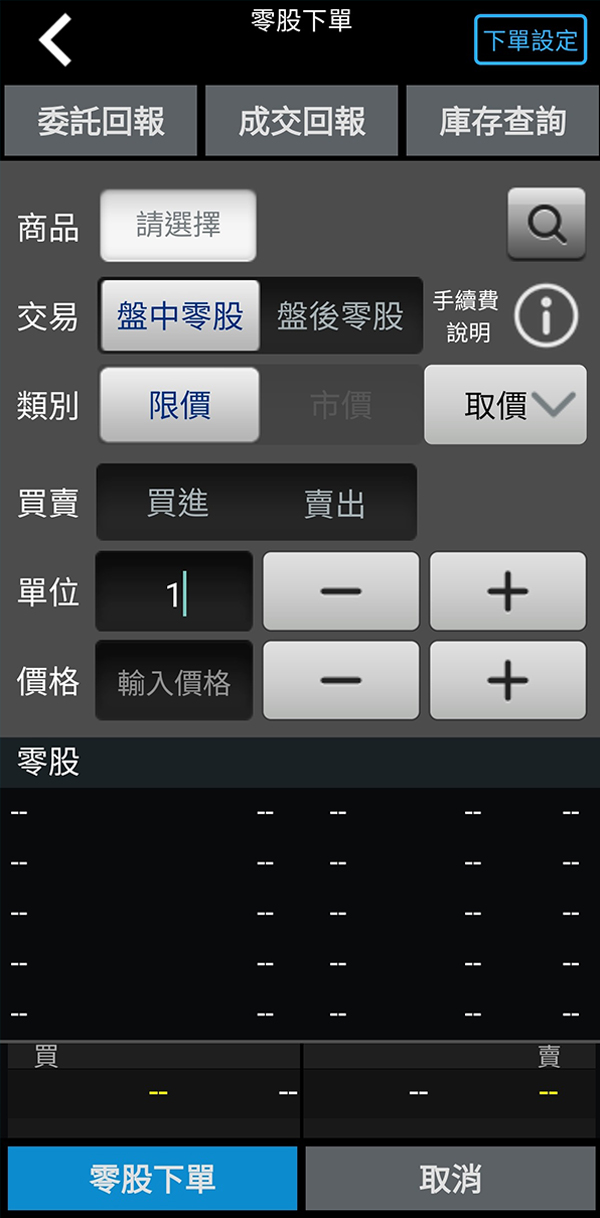 零股下單
下單設定
委託回報 成交回報 庫存查詢
商品 請選擇
交易 盤中零股 盤後零股 手續費
說明
類別 限價 市價 取價
買賣 買進 賣出
單位 1 — +
價格 輸入價格 — +
零股
-- -- -- -- --
-- -- -- -- --
-- -- -- -- --
-- -- -- -- --
-- -- -- -- --
買 賣
-- -- -- --
零股下單 取消